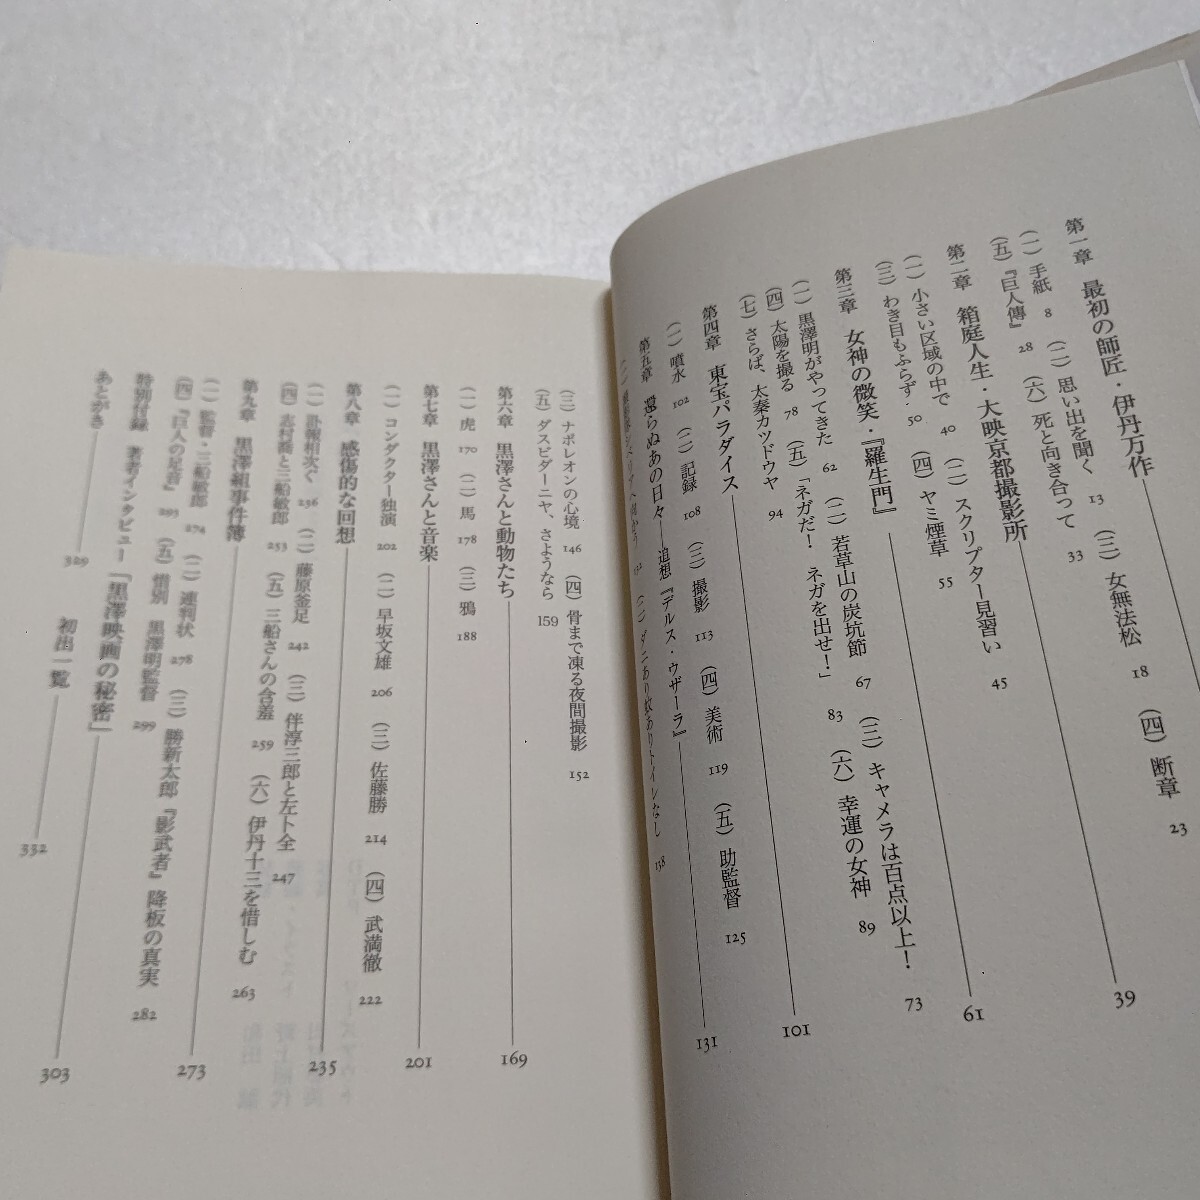 第一章 最初の師匠・伊丹万作
(一)手紙 8 (二)思い出を聞く 13 (三)女無法松 18 (四)断章 23
(五)『巨人傳』 28 (六)死と向き合って 33
第二章 箱庭人生・大映京都撮影所 39
(一)小さい区域の中で 40 (二)スクリプター見習い 45
(三)わき目もふらず 50 (四)ヤミ煙草 55
第三章 女神の微笑・『羅生門』 61
(一)黒澤明がやってきた 62 (二)若草山の炭坑節 67 (三)キャメラは百点以上! 73
(四)太陽を撮る 78 (五)「ネガだ! ネガを出せ!」 83 (六)幸運の女神 89
(七)さらば、太秦カツドウヤ 94
第四章 東宝パラダイス 101
(一)噴水 102 (二)記録 108 (三)撮影 113 (四)美術 119 (五)助監督 125
第五章 還らぬあの日々――追想『デルス・ウザーラ』 131
132 (二)ダニあり蚊ありトイレなし 138
(三)ナポレオンの心境 146 (四)骨まで凍る夜間撮影 152
(五)ダスビダーニヤ、さようなら 159
第六章 黒澤さんと動物たち 169
(一)虎 170 (二)馬 178 (三)鴉 188
第七章 黒澤さんと音楽 201
(一)コンダクター独演 202 (二)早坂文雄 206 (三)佐藤勝 214 (四)武満徹 222
第八章 感傷的な回想 235
(一)訃報相次ぐ 236 (二)藤原釜足 242 (三)伴淳三郎と左卜全 247
(四)志村喬と三船敏郎 253 (五)三船さんの含羞 259 (六)伊丹十三を惜しむ 263
第九章 黒澤組事件簿 273
(一)監督・三船敏郎 274 (二)連判状 278 (三)勝新太郎『影武者』降板の真実 282
(四)『巨人の足音』 293 (五)惜別 黒澤明監督 299
特別付録 著者インタビュー「黒澤映画の秘密」 303
あとがき 329 初出一覧 332